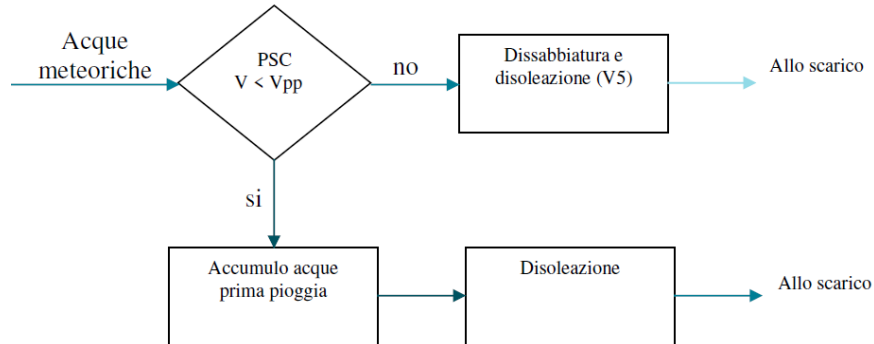 Acque
meteoriche
PSC
V < Vpp
no
Dissabbiatura e
disoleazione (V5)
Allo scarico
si
Accumulo acque
prima pioggia
Disoleazione
Allo scarico